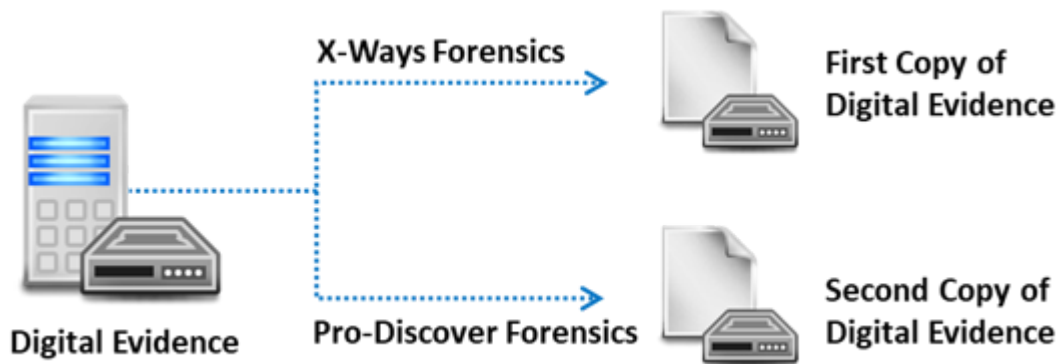 X-Ways Forensics
First Copy of
Digital Evidence
Digital Evidence
Pro-Discover Forensics
Second Copy of
Digital Evidence